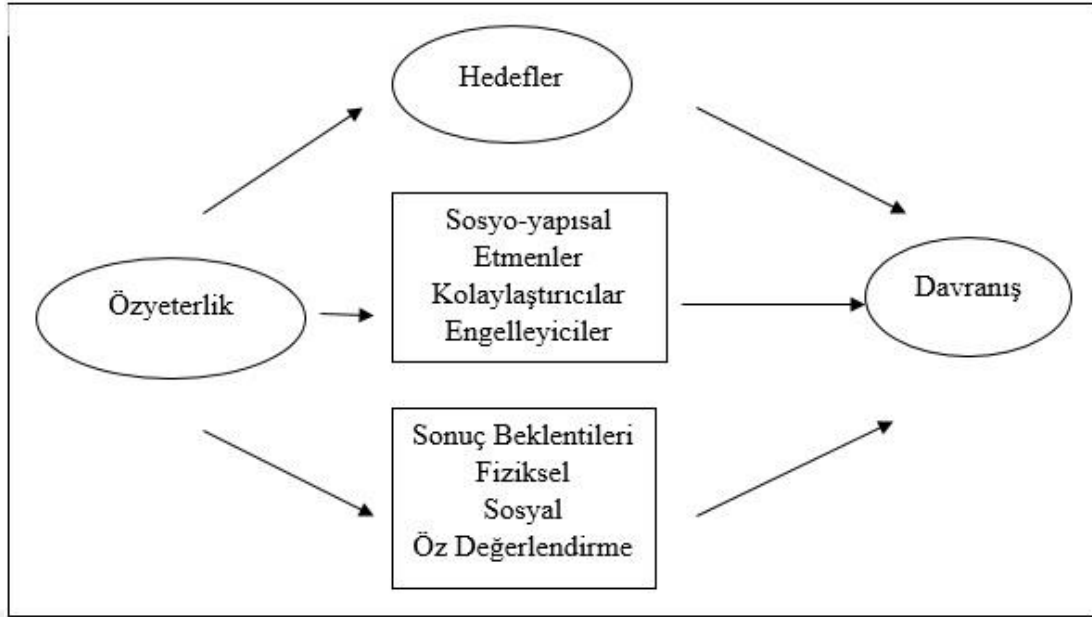 Hedefler
Sosyo-yapısal
Etmenler
Kolaylaştırıcılar
Engelleyiciler
Özyeterlik
Davranış
Sonuç Beklentileri
Fiziksel
Sosyal
Öz Değerlendirme